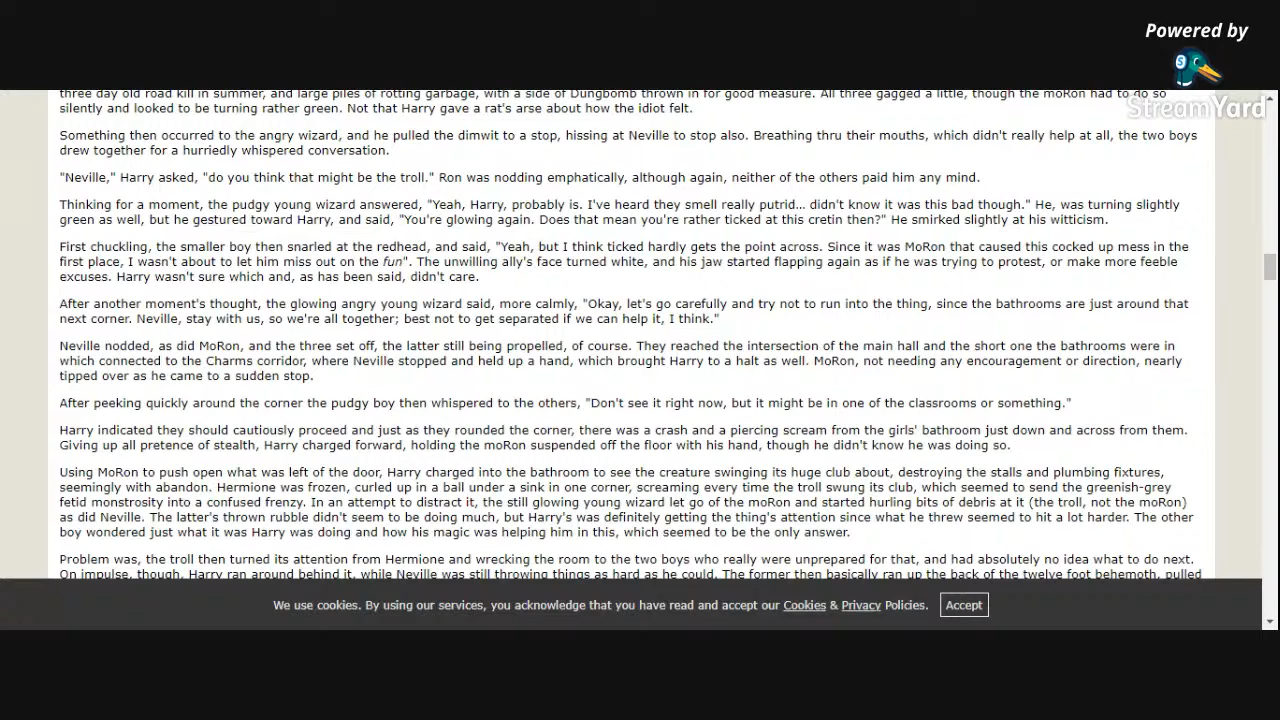 Powered by
StreamYard
three day old road kill in summer, and large piles of rotting garbage, with a side of Dungbomb thrown in for good measure. All three gagged a little, though the moRon had to do so
silently and looked to be turning rather green. Not that Harry gave a rat's arse about how the idiot felt.
Something then occurred to the angry wizard, and he pulled the dimwit to a stop, hissing at Neville to stop also. Breathing thru their mouths, which didn't really help at all, the two boys
drew together for a hurriedly whispered conversation.
"Neville," Harry asked, "do you think that might be the troll." Ron was nodding emphatically, although again, neither of the others paid him any mind.
Thinking for a moment, the pudgy young wizard answered, "Yeah, Harry, probably is. I've heard they smell really putrid... didn't know it was this bad though." He, was turning slightly
green as well, but he gestured toward Harry, and said, "You're glowing again. Does that mean you're rather ticked at this cretin then?" He smirked slightly at his witticism.
First chuckling, the smaller boy then snarled at the redhead, and said, "Yeah, but I think ticked hardly gets the point across. Since it was MoRon that caused this cocked up mess in the
first place, I wasn't about to let him miss out on the fun". The unwilling ally's face turned white, and his jaw started flapping again as if he was trying to protest, or make more feeble
excuses. Harry wasn't sure which and, as has been said, didn't care.
After another moment's thought, the glowing angry young wizard said, more calmly, "Okay, let's go carefully and try not to run into the thing, since the bathrooms are just around that
next corner. Neville, stay with us, so we're all together; best not to get separated if we can help it, I think."
Neville nodded, as did MoRon, and the three set off, the latter still being propelled, of course. They reached the intersection of the main hall and the short one the bathrooms were in
which connected to the Charms corridor, where Neville stopped and held up a hand, which brought Harry to a halt as well. MoRon, not needing any encouragement or direction, nearly
tipped over as he came to a sudden stop.
After peeking quickly around the corner the pudgy boy then whispered to the others, "Don't see it right now, but it might be in one of the classrooms or something."
Harry indicated they should cautiously proceed and just as they rounded the corner, there was a crash and a piercing scream from the girls' bathroom just down and across from them.
Giving up all pretence of stealth, Harry charged forward, holding the moRon suspended off the floor with his hand, though he didn't know he was doing so.
Using MoRon to push open what was left of the door, Harry charged into the bathroom to see the creature swinging its huge club about, destroying the stalls and plumbing fixtures,
seemingly with abandon. Hermione was frozen, curled up in a ball under a sink in one corner, screaming every time the troll swung its club, which seemed to send the greenish-grey
fetid monstrosity into a confused frenzy. In an attempt to distract it, the still glowing young wizard let go of the moRon and started hurling bits of debris at it (the troll, not the moRon)
as did Neville. The latter's thrown rubble didn't seem to be doing much, but Harry's was definitely getting the thing's attention since what he threw seemed to hit a lot harder. The other
boy wondered just what it was Harry was doing and how his magic was helping him in this, which seemed to be the only answer.
Problem was, the troll then turned its attention from Hermione and wrecking the room to the two boys who really were unprepared for that, and had absolutely no idea what to do next.
On impulse, though, Harry ran around behind it, while Neville was still throwing things as hard as he could. The former then basically ran up the back of the twelve foot behemoth, pulled
We use cookies. By using our services, you acknowledge that you have read and accept our Cookies & Privacy Policies.
Accept